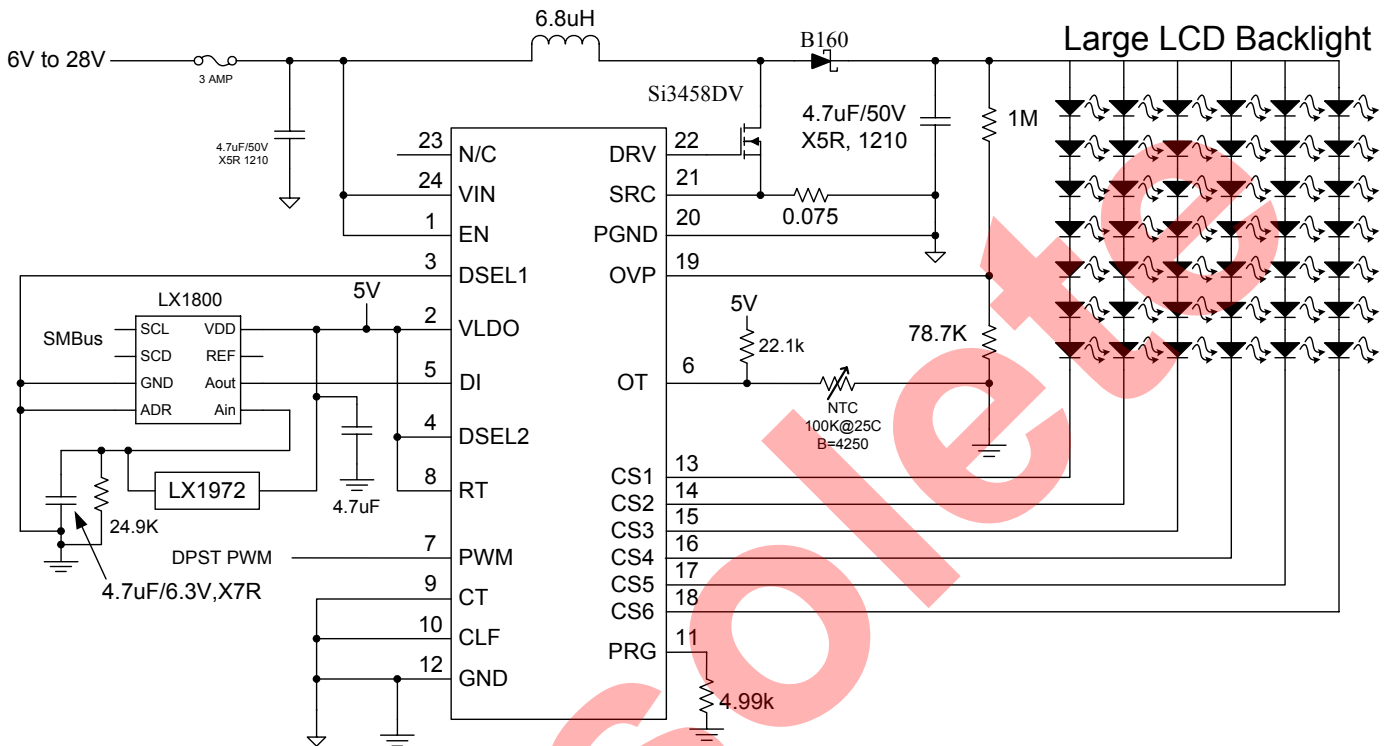 6.8uH
B160
Large LCD Backlight
6V to 28V
3 AMP
Si3458DV
4.7uF/50V
X5R 1210
4.7uF/50V
X5R, 1210
1M
23 N/C
24 VIN
1 EN
3 DSEL1
2 VLDO
5 DI
4 DSEL2
8 RT
7 PWM
9 CT
10 CLF
12 GND
DRV 22
SRC 21
PGND 20
OVP 19
OT 6
CS1 13
CS2 14
CS3 15
CS4 16
CS5 17
CS6 18
PRG 11
0.075
5V
22.1k
78.7K
NTC
100K@25C
B=4250
4.99k
LX1800
5V
SMBus
SCL VDD
SCD REF
GND Aout
ADR Ain
LX1972
24.9K
4.7uF
DPST PWM
4.7uF/6.3V,X7R
solete